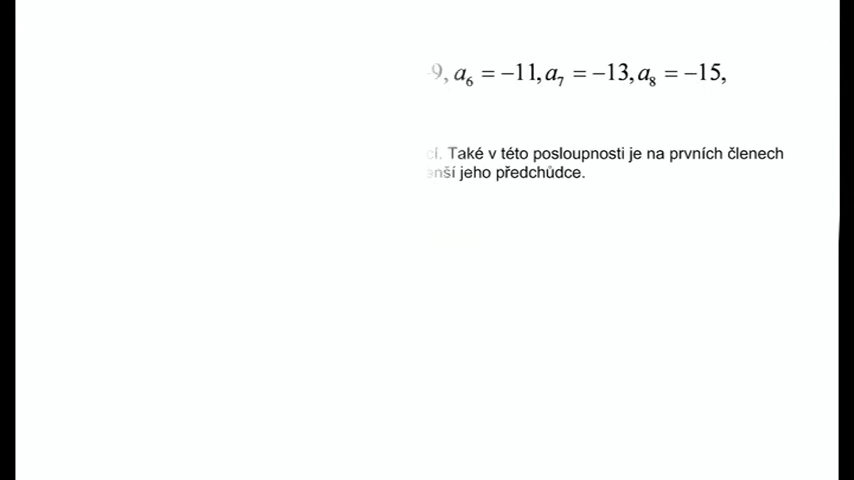 9, a₆ = −11, a₇ = −13, a₈ = −15,
Také v této posloupnosti je na prvních členech
jeho předchůdce.